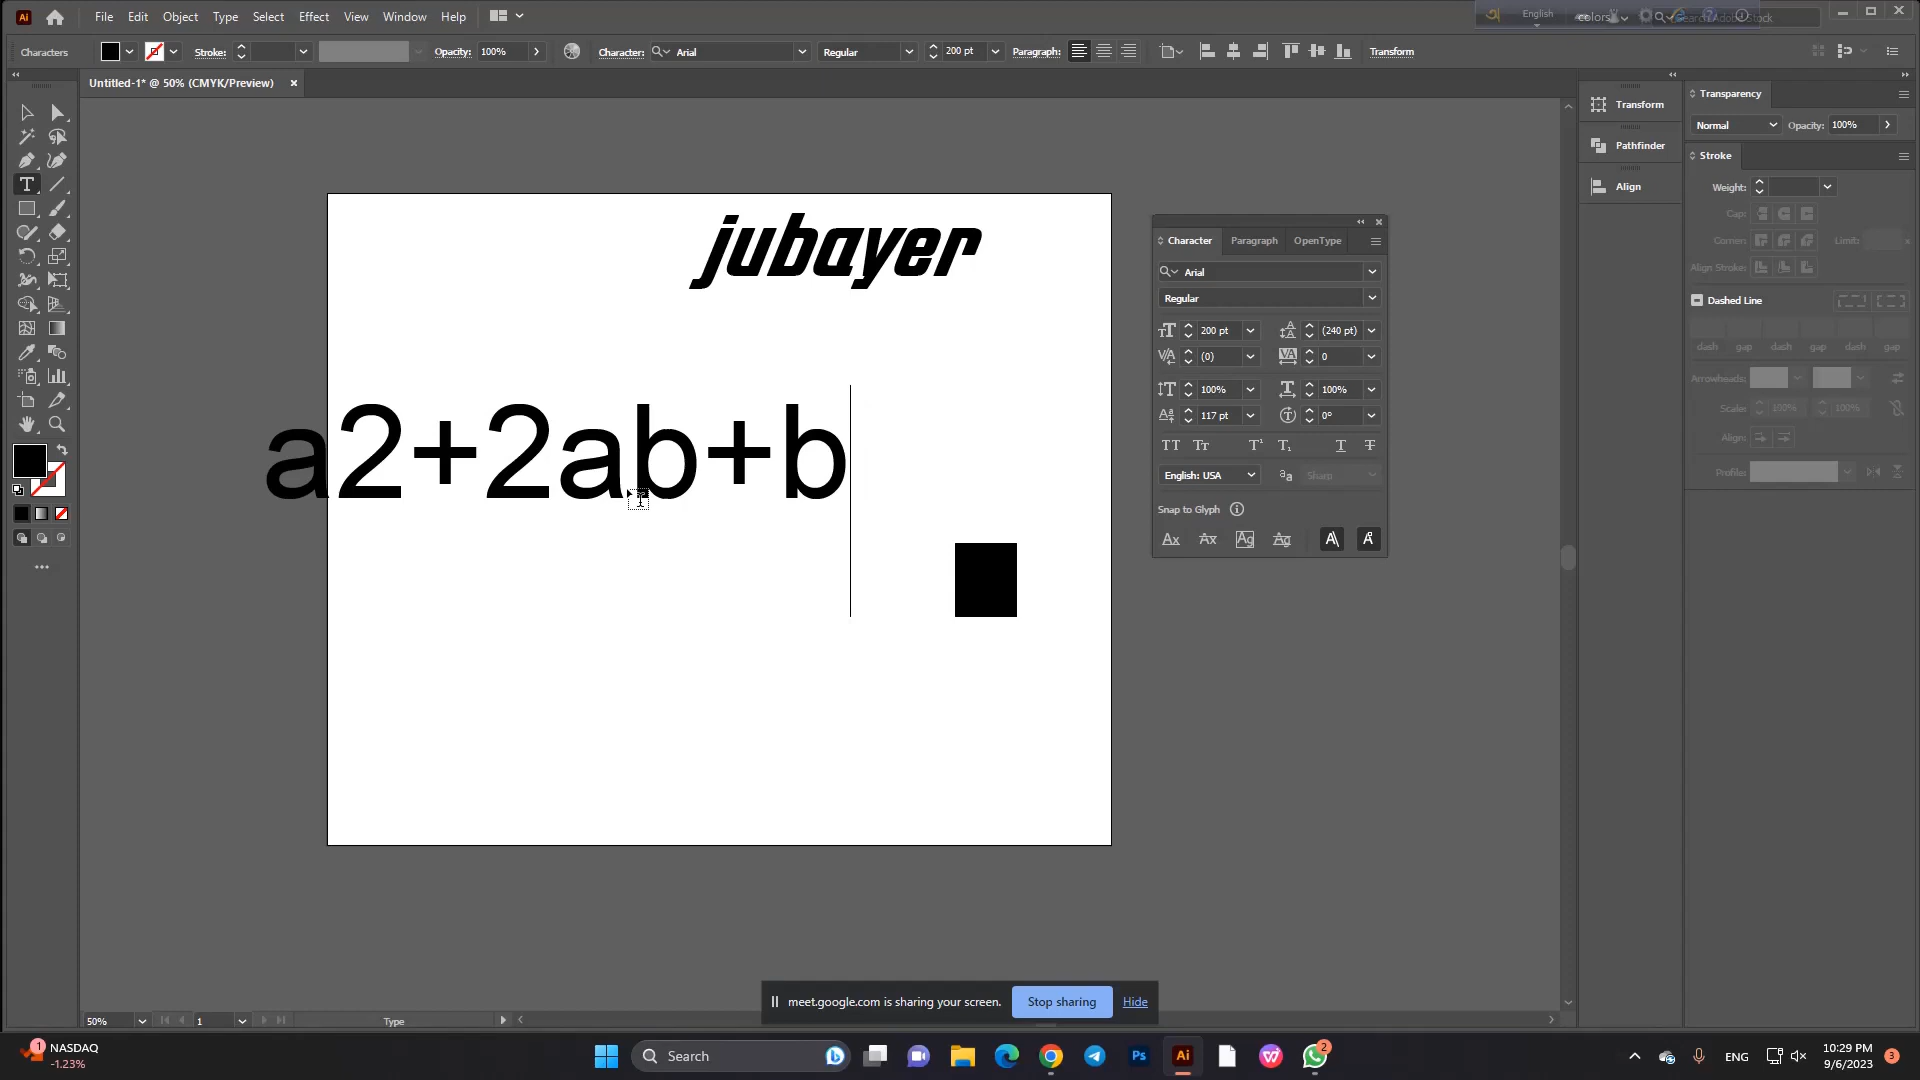 File Edit Object Type Select Effect View Window Help
English
Characters Stroke: Opacity: 100% Character: Arial Regular 200 pt Paragraph: Transform
Untitled-1* @ 50% (CMYK/Preview)
jubayer
a2+2ab+b
Character Paragraph OpenType
Arial
Regular
200 pt (240 pt)
(0) 0
100% 100%
117 pt 0°
English: USA Sharp
Snap to Glyph
Transform
Pathfinder
Align
Transparency
Normal Opacity: 100%
Stroke
Weight:
Cap:
Corner: Limit:
Align Stroke:
Dashed Line
dash gap dash gap dash gap
Arrowheads:
Scale: 100% 100%
Align:
Profile:
meet.google.com is sharing your screen. Stop sharing Hide
50% 1 Type
NASDAQ
-1.23%
1
Search
2
ENG
10:29 PM
9/6/2023
3